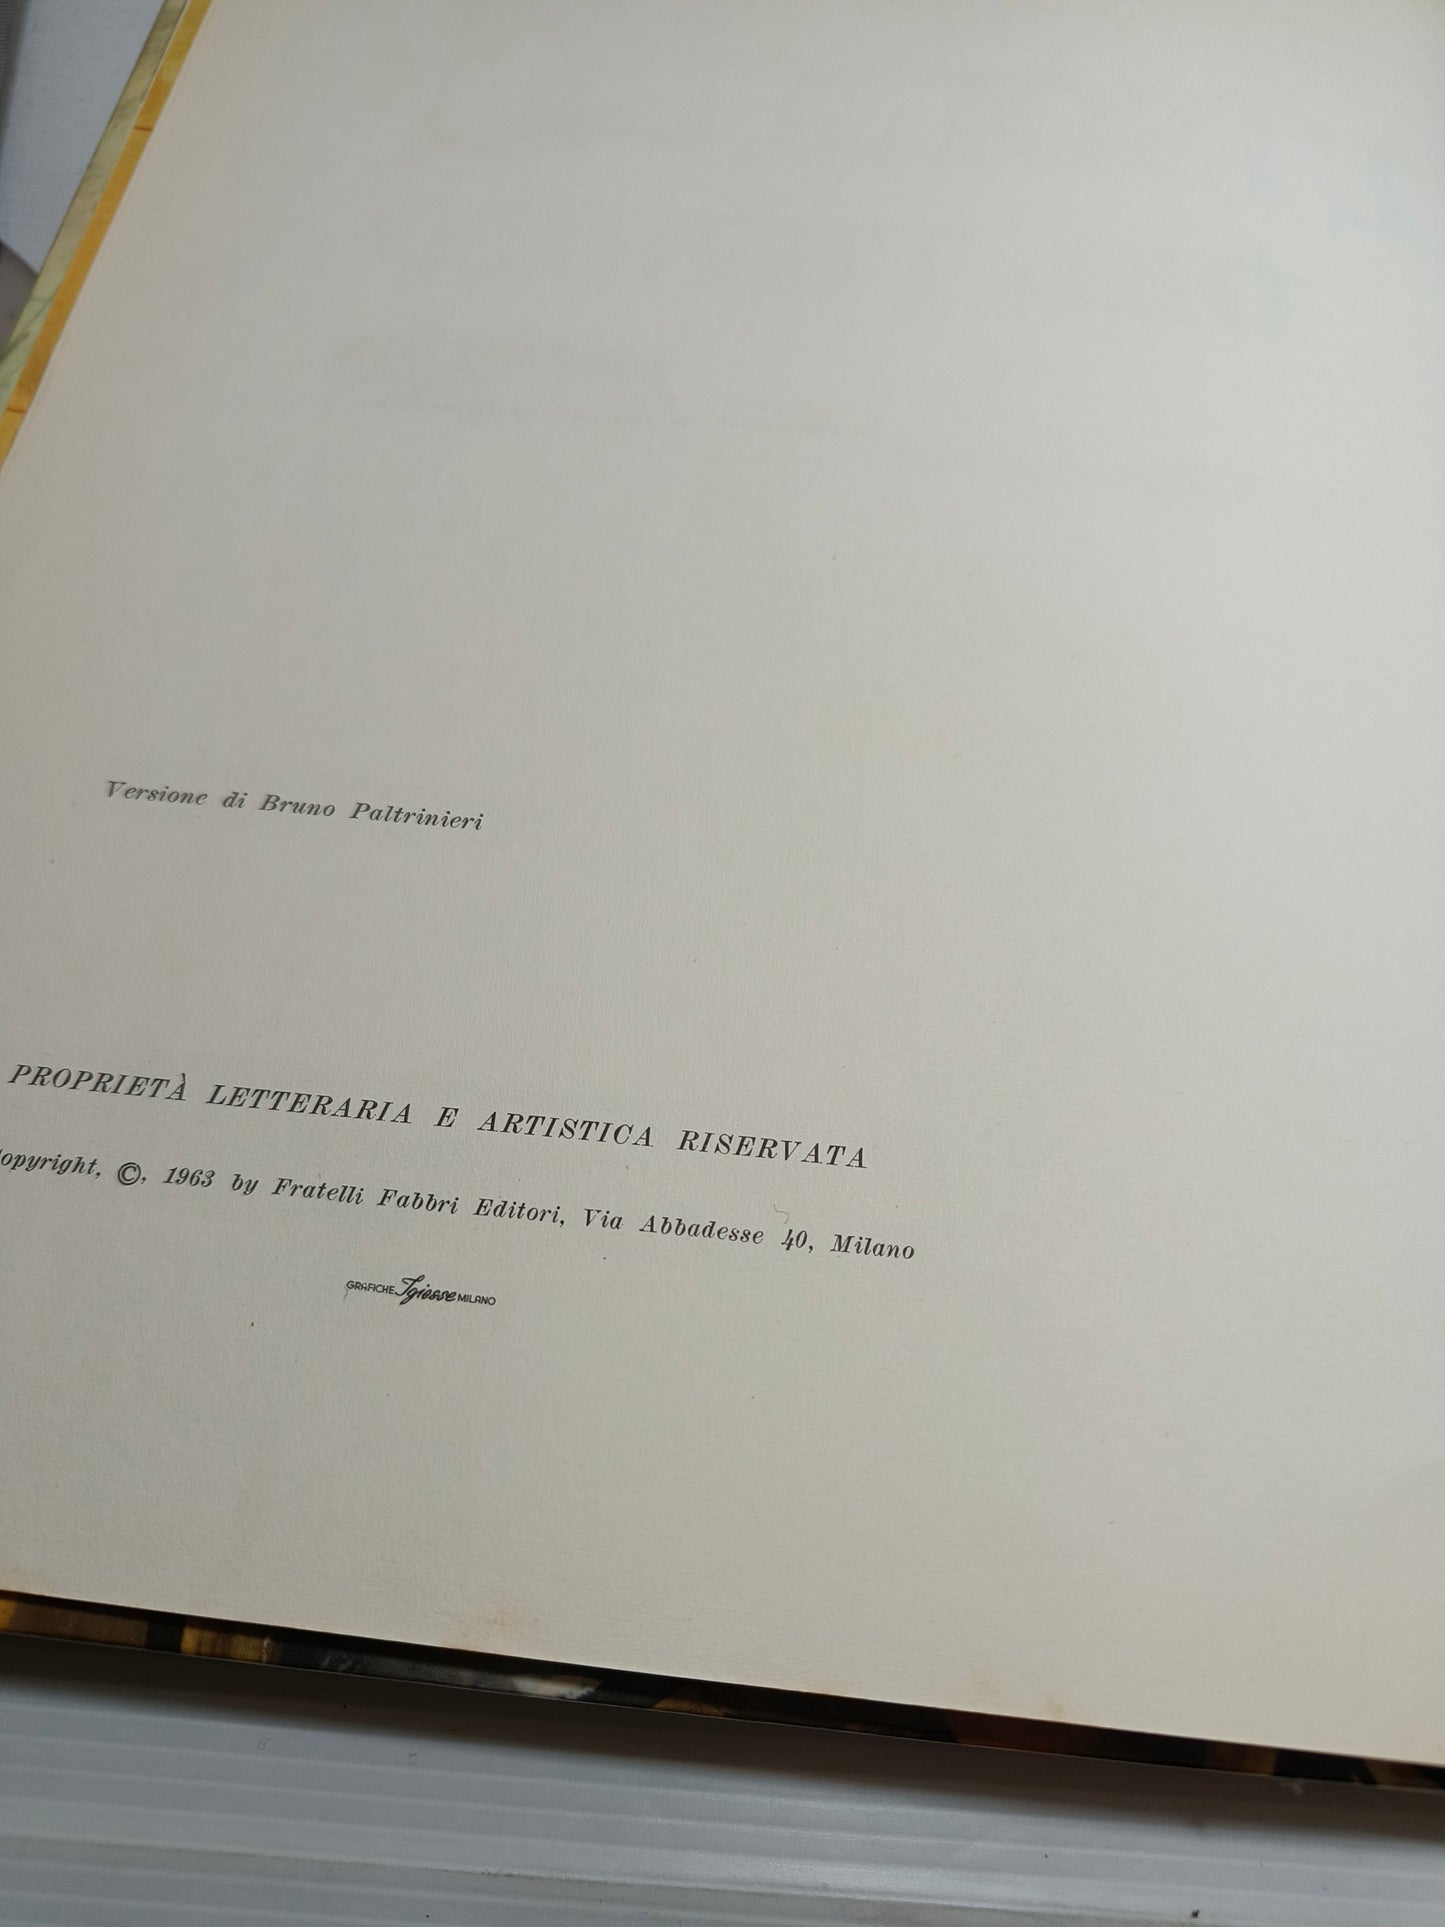 Versione di Bruno Paltrinieri
PROPRIETÀ LETTERARIA E ARTISTICA RISERVATA
opyright, ©, 1963 by Fratelli Fabbri Editori, Via Abbadesse 40, Milano
GRAFICHE Igiesse MILANO